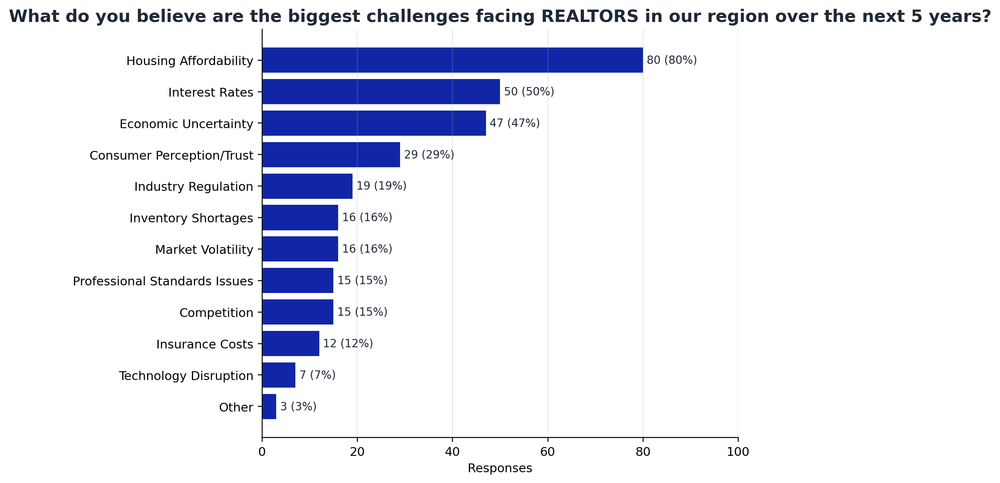 What do you believe are the biggest challenges facing REALTORS in our region over the next 5 years?
Housing Affordability 80 (80%)
Interest Rates 50 (50%)
Economic Uncertainty 47 (47%)
Consumer Perception/Trust 29 (29%)
Industry Regulation 19 (19%)
Inventory Shortages 16 (16%)
Market Volatility 16 (16%)
Professional Standards Issues 15 (15%)
Competition 15 (15%)
Insurance Costs 12 (12%)
Technology Disruption 7 (7%)
Other 3 (3%)
0 20 40 60 80 100
Responses